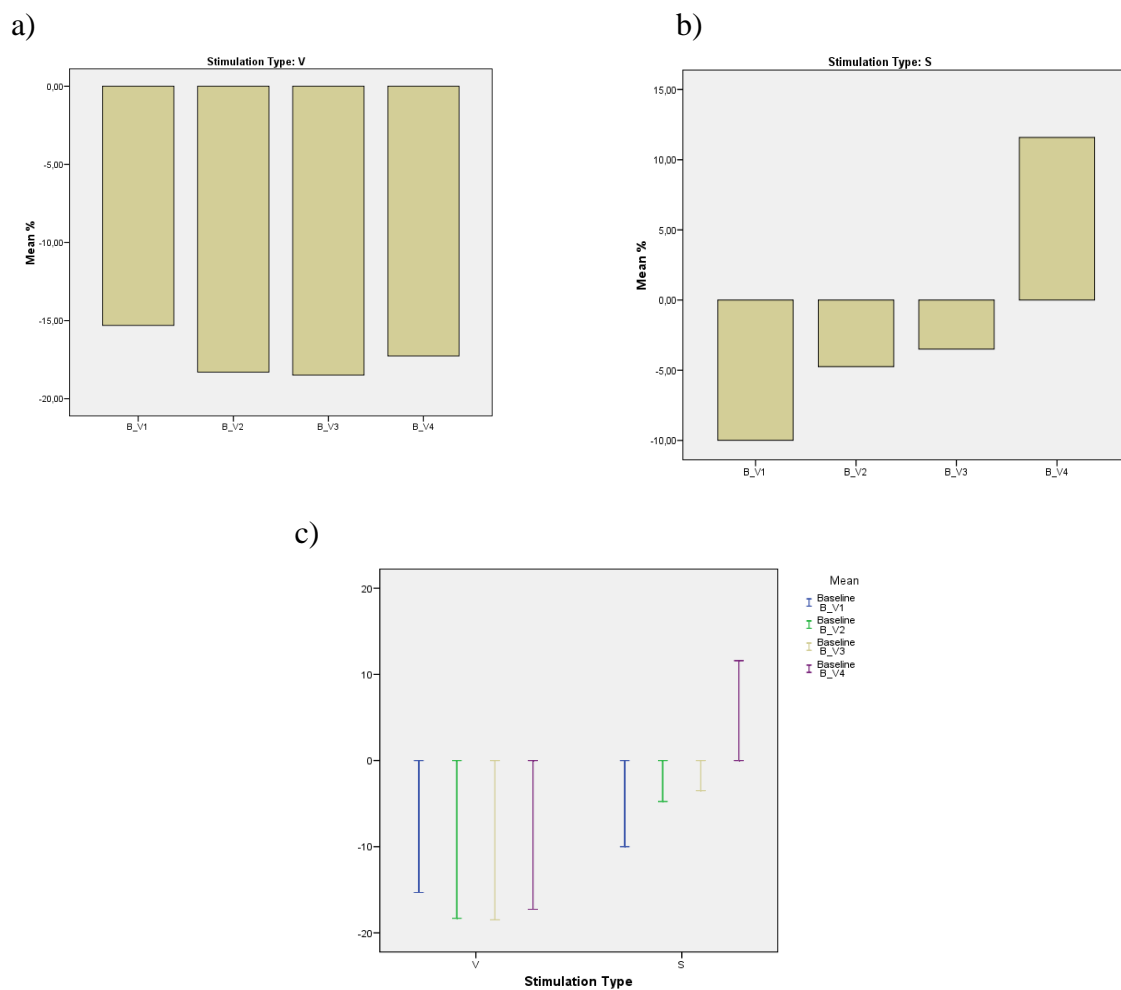 a)
Stimulation Type: V
0,00
-5,00
-10,00
-15,00
-20,00
Mean %
B_V1 B_V2 B_V3 B_V4
b)
Stimulation Type: S
15,00
10,00
5,00
0,00
-5,00
-10,00
Mean %
B_V1 B_V2 B_V3 B_V4
c)
20
10
0
-10
-20
V S
Stimulation Type
Mean
Baseline
B_V1
Baseline
B_V2
Baseline
B_V3
Baseline
B_V4